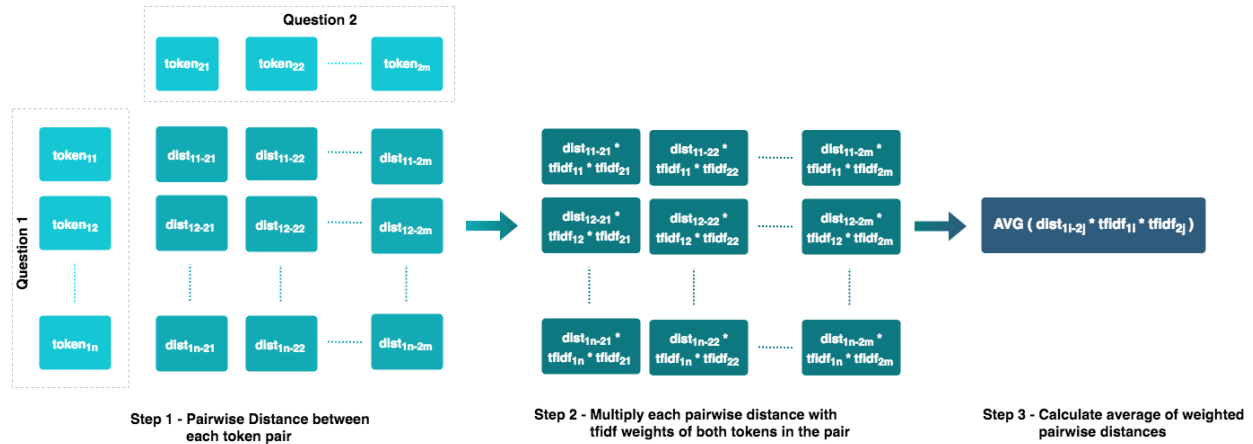 Question 2
token21 token22 token2m
Question 1
token11 dist11-21 dist11-22 dist11-2m
token12 dist12-21 dist12-22 dist12-2m
token1n dist1n-21 dist1n-22 dist1n-2m
dist11-21 * dist11-22 * dist11-2m *
tfidf11 * tfidf21 tfidf11 * tfidf22 tfidf11 * tfidf2m
dist12-21 * dist12-22 * dist12-2m *
tfidf12 * tfidf21 tfidf12 * tfidf22 tfidf12 * tfidf2m
dist1n-21 * dist1n-22 * dist1n-2m *
tfidf1n * tfidf21 tfidf1n * tfidf22 tfidf1n * tfidf2m
AVG ( dist1i-2j * tfidf1i * tfidf2j )
Step 1 - Pairwise Distance between
each token pair
Step 2 - Multiply each pairwise distance with
tfidf weights of both tokens in the pair
Step 3 - Calculate average of weighted
pairwise distances